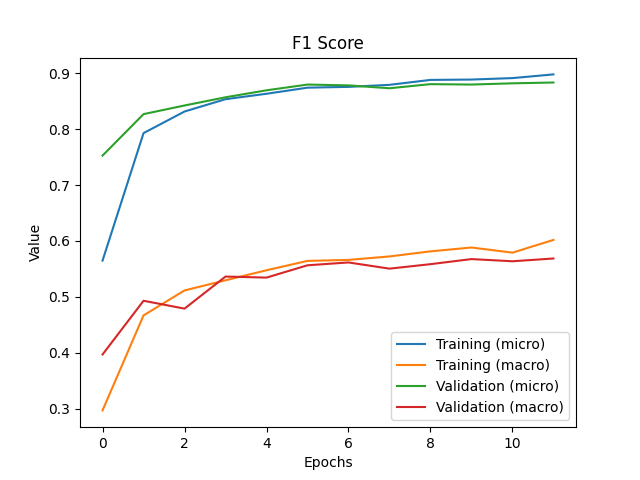 F1 Score
Value
0.9
0.8
0.7
0.6
0.5
0.4
0.3
Training (micro)
Training (macro)
Validation (micro)
Validation (macro)
0 2 4 6 8 10
Epochs